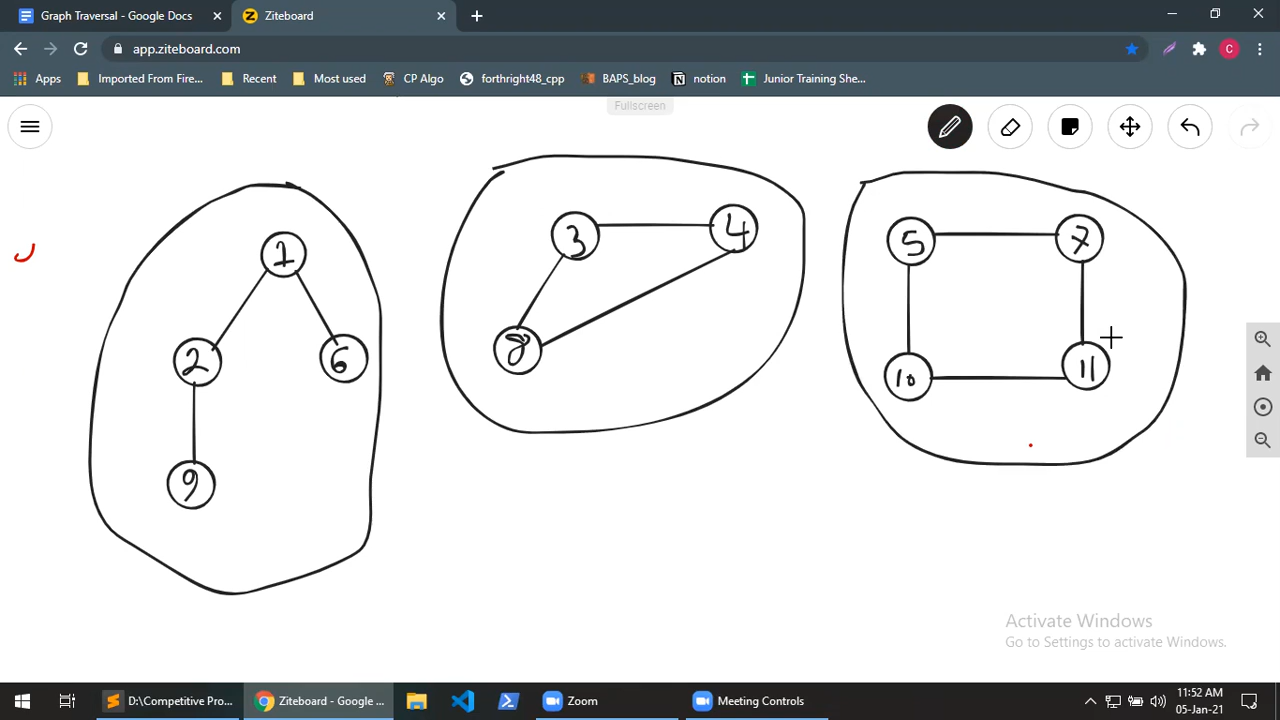 Graph Traversal - Google Docs
Ziteboard
app.ziteboard.com
Apps
Imported From Fire...
Recent
Most used
CP Algo
forthright48_cpp
BAPS_blog
notion
Junior Training She...
C
Fullscreen
1
2
6
9
3
4
8
5
7
10
11
Activate Windows
Go to Settings to activate Windows.
D:\Competitive Pro...
Ziteboard - Google ...
Zoom
Meeting Controls
11:52 AM
05-Jan-21